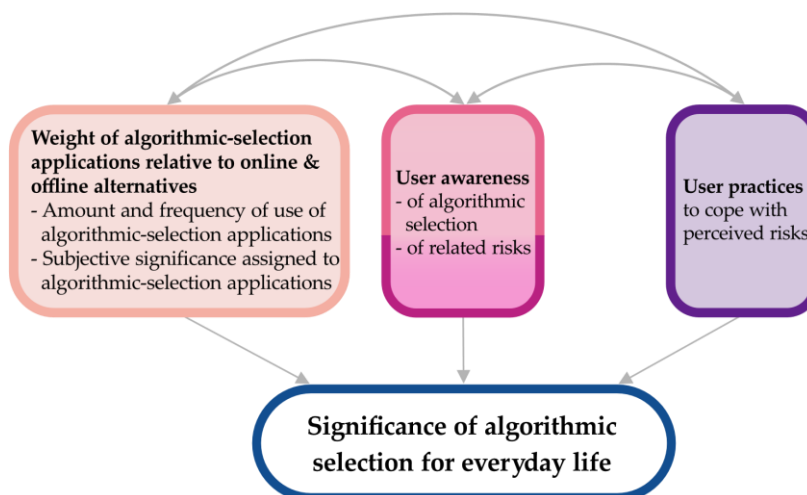 Weight of algorithmic-selection
applications relative to online &
offline alternatives
- Amount and frequency of use of
algorithmic-selection applications
- Subjective significance assigned to
algorithmic-selection applications
User awareness
- of algorithmic
selection
- of related risks
User practices
to cope with
perceived risks
Significance of algorithmic
selection for everyday life